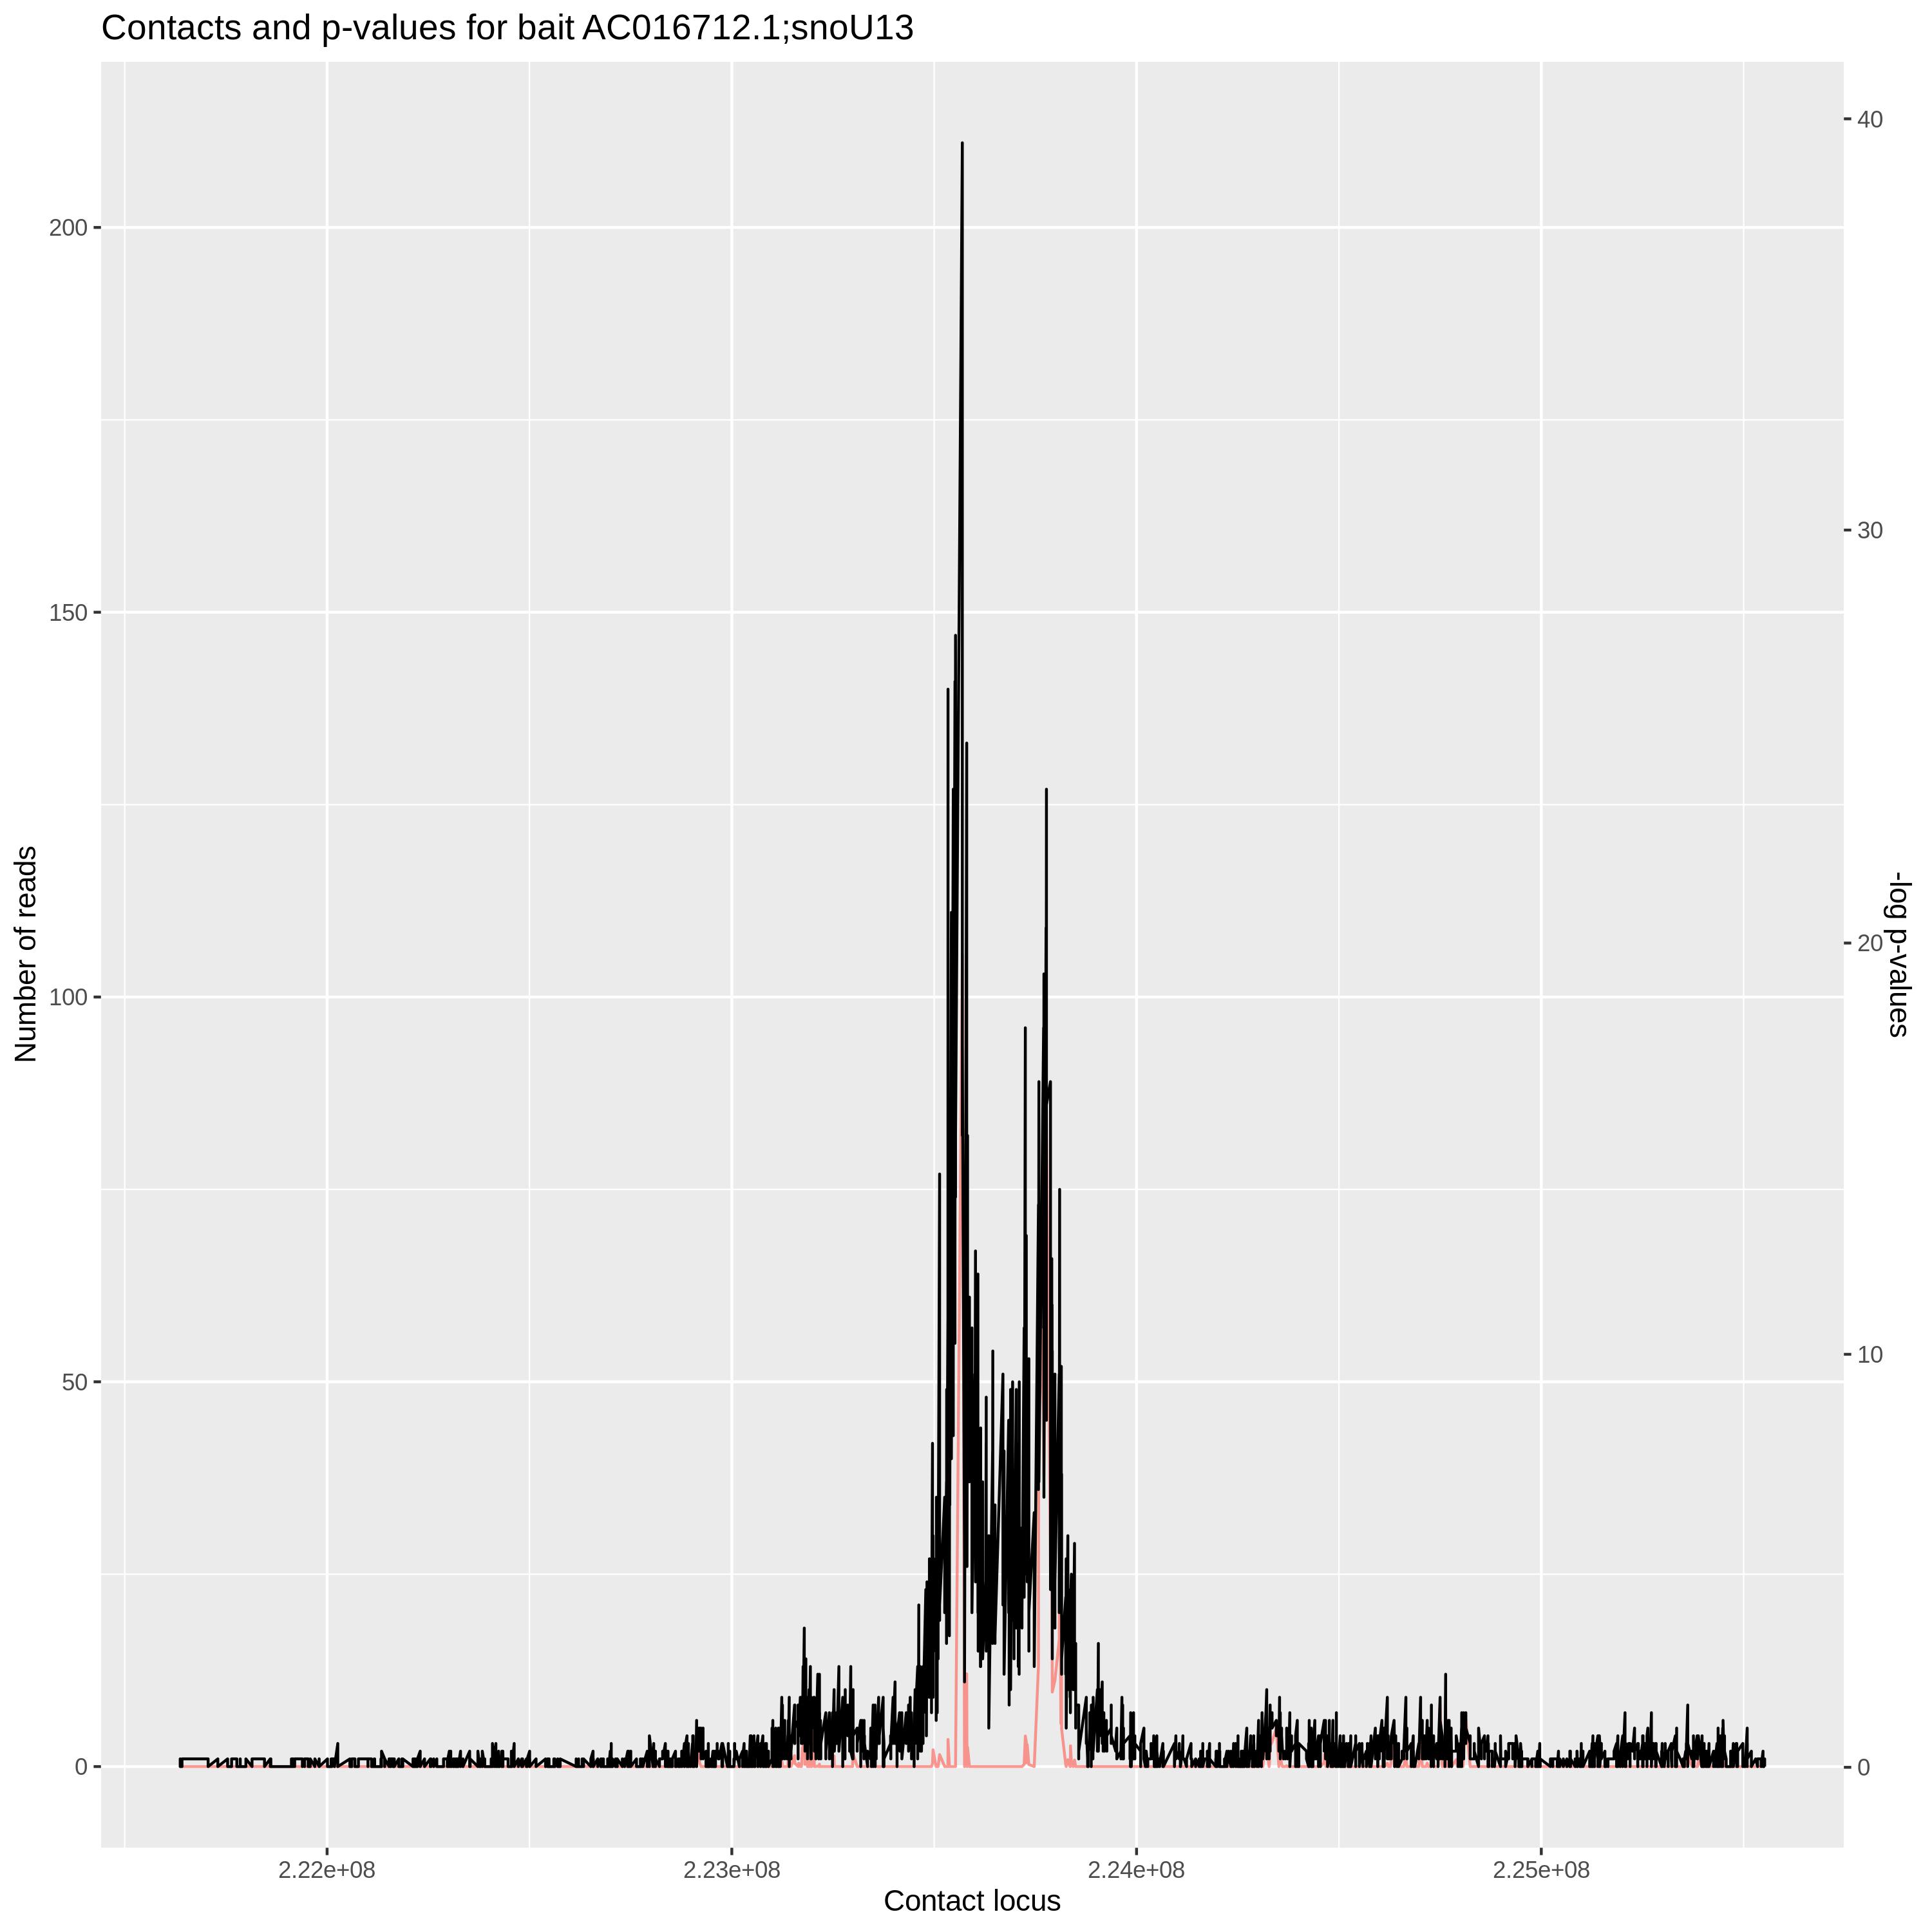 Contacts and p-values for bait AC016712.1;snoU13
40
200
30
150
Number of reads
-log p-values
20
100
50
10
0
0
2.22e+08
2.23e+08
2.24e+08
2.25e+08
Contact locus